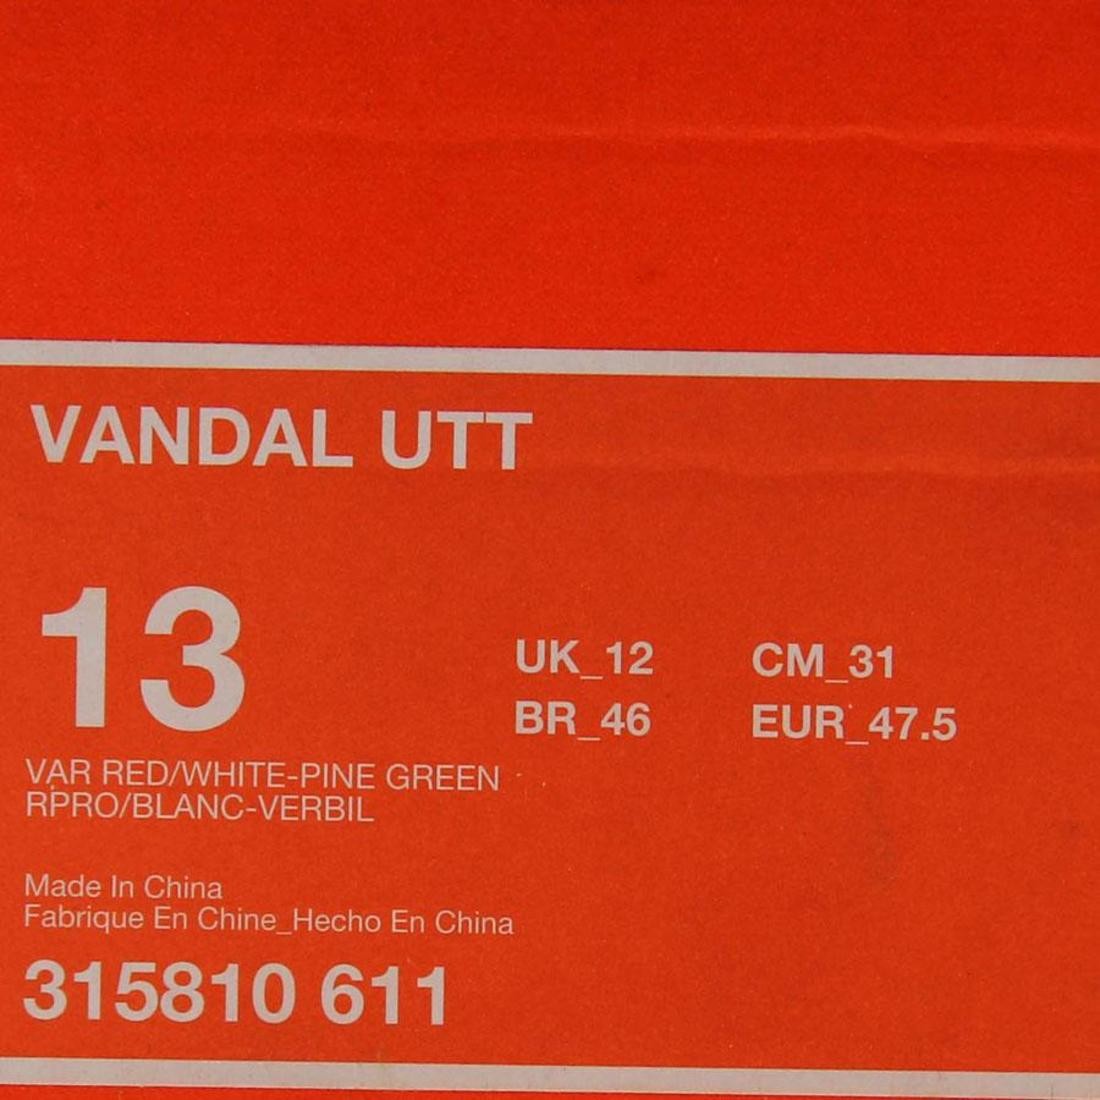 VANDAL UTT
13
UK_12 CM_31
BR_46 EUR_47.5
VAR RED/WHITE-PINE GREEN
RPRO/BLANC-VERBIL
Made In China
Fabrique En Chine_Hecho En China
315810 611